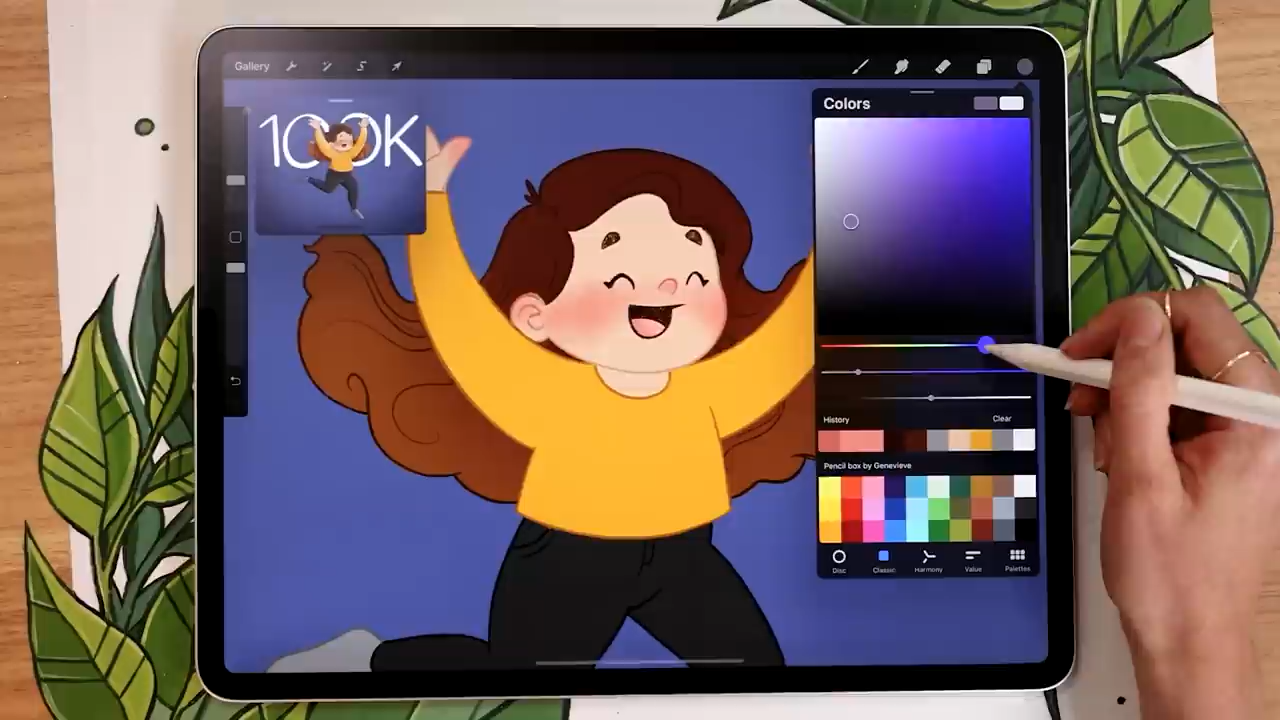 Gallery
100K
Colors
History
Clear
Pencil box by Genevieve
Disc
Classic
Harmony
Value
Palettes